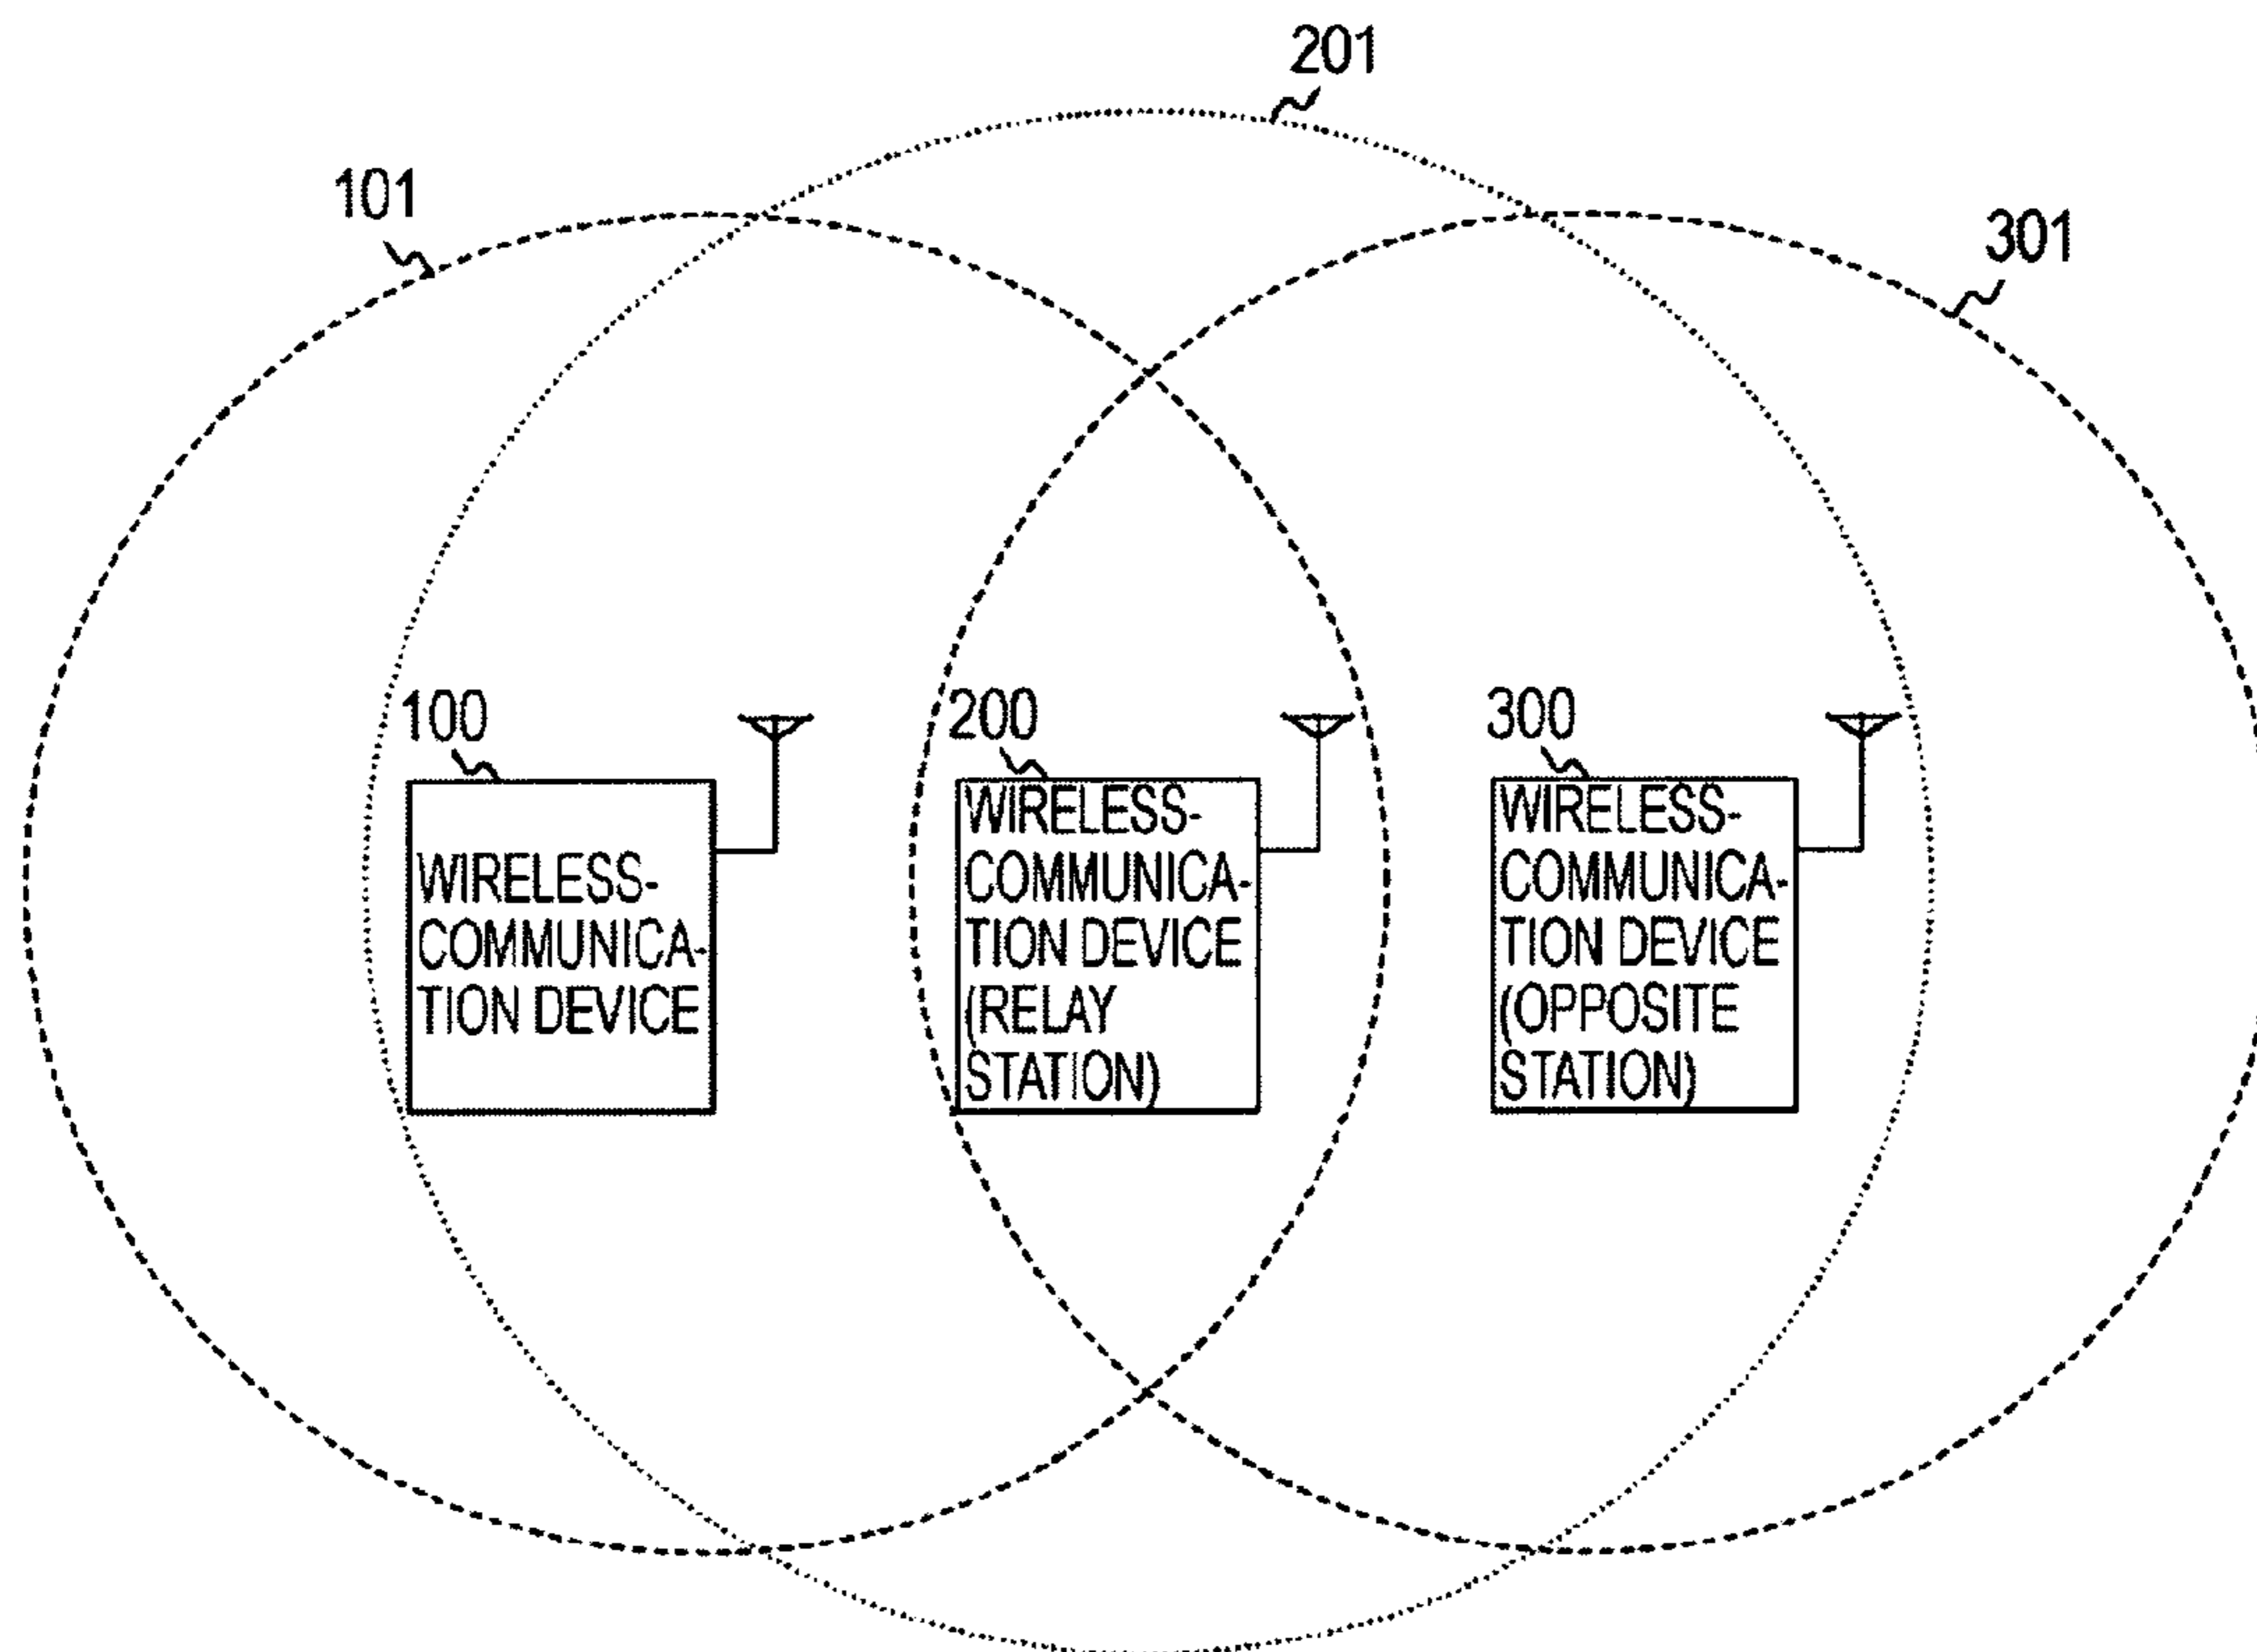 201
101
301
100
WIRELESS-
COMMUNICA-
TION DEVICE
200
WIRELESS-
COMMUNICA-
TION DEVICE
(RELAY
STATION)
300
WIRELESS-
COMMUNICA-
TION DEVICE
(OPPOSITE
STATION)